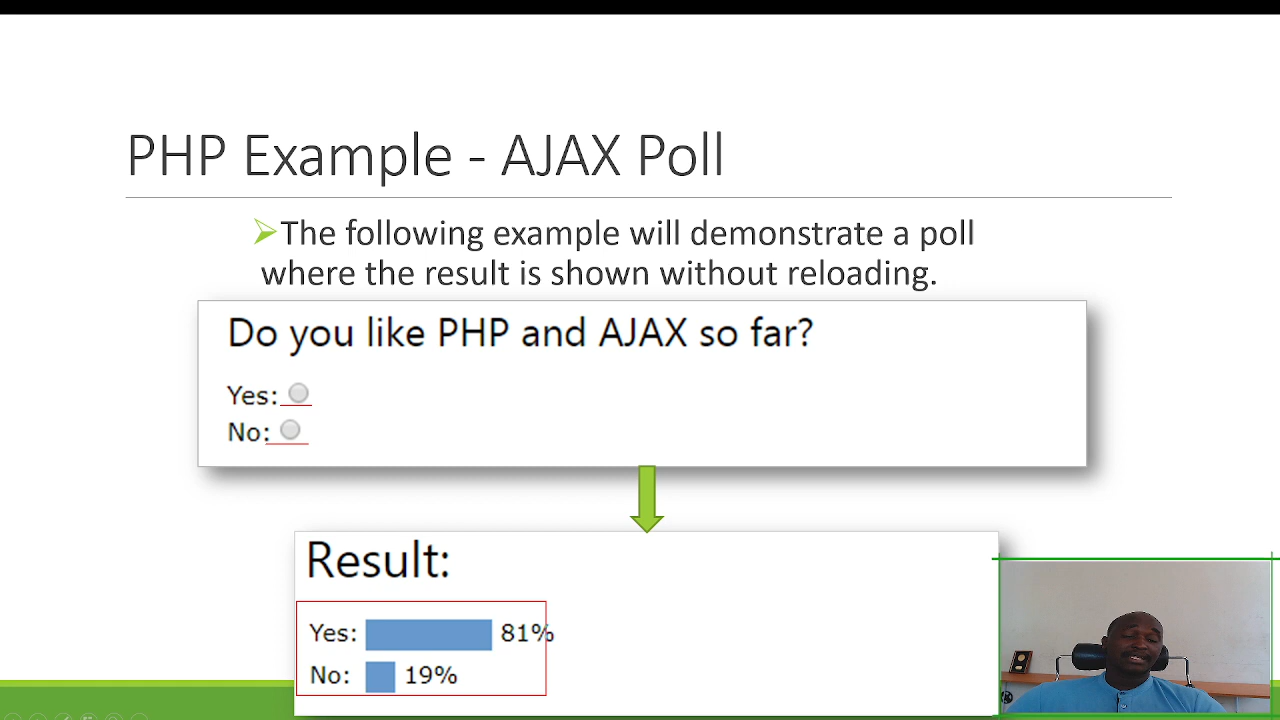 PHP Example - AJAX Poll
The following example will demonstrate a poll
where the result is shown without reloading.
Do you like PHP and AJAX so far?
Yes:
No:
Result:
Yes: 81%
No: 19%